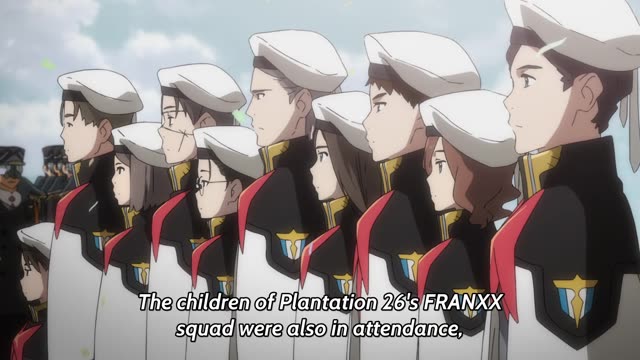 The children of Plantation 26's FRANXX
squad were also in attendance,